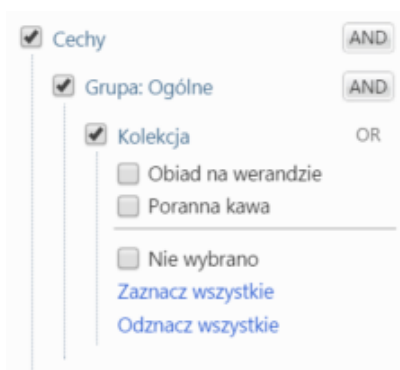 Cechy AND
Grupa: Ogólne AND
Kolekcja OR
Obiad na werandzie
Poranna kawa
Nie wybrano
Zaznacz wszystkie
Odznacz wszystkie